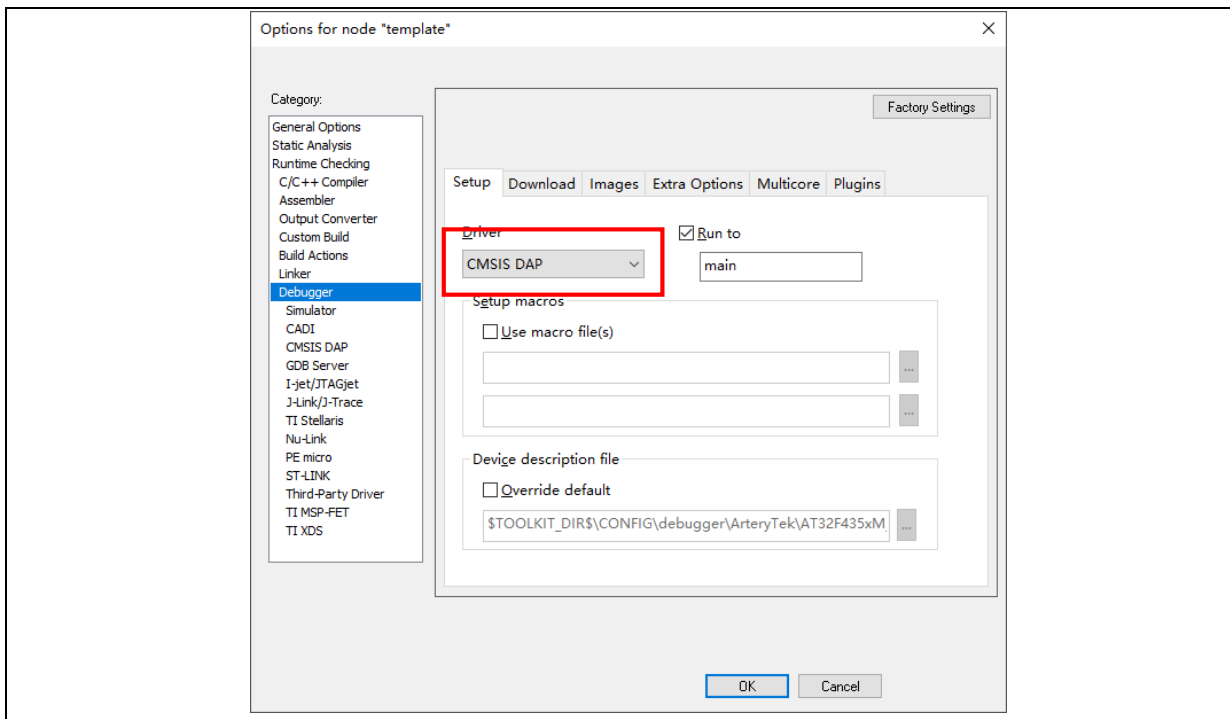 Options for node "template"
Category:
Factory Settings
General Options
Static Analysis
Runtime Checking
C/C++ Compiler
Assembler
Output Converter
Custom Build
Build Actions
Linker
Debugger
Simulator
CADI
CMSIS DAP
GDB Server
I-jet/JTAGjet
J-Link/J-Trace
TI Stellaris
Nu-Link
PE micro
ST-LINK
Third-Party Driver
TI MSP-FET
TI XDS
Setup Download Images Extra Options Multicore Plugins
Driver
CMSIS DAP
Run to
main
Setup macros
Use macro file(s)
...
...
Device description file
Override default
$TOOLKIT_DIR$\CONFIG\debugger\ArteryTek\AT32F435xM_
...
OK Cancel